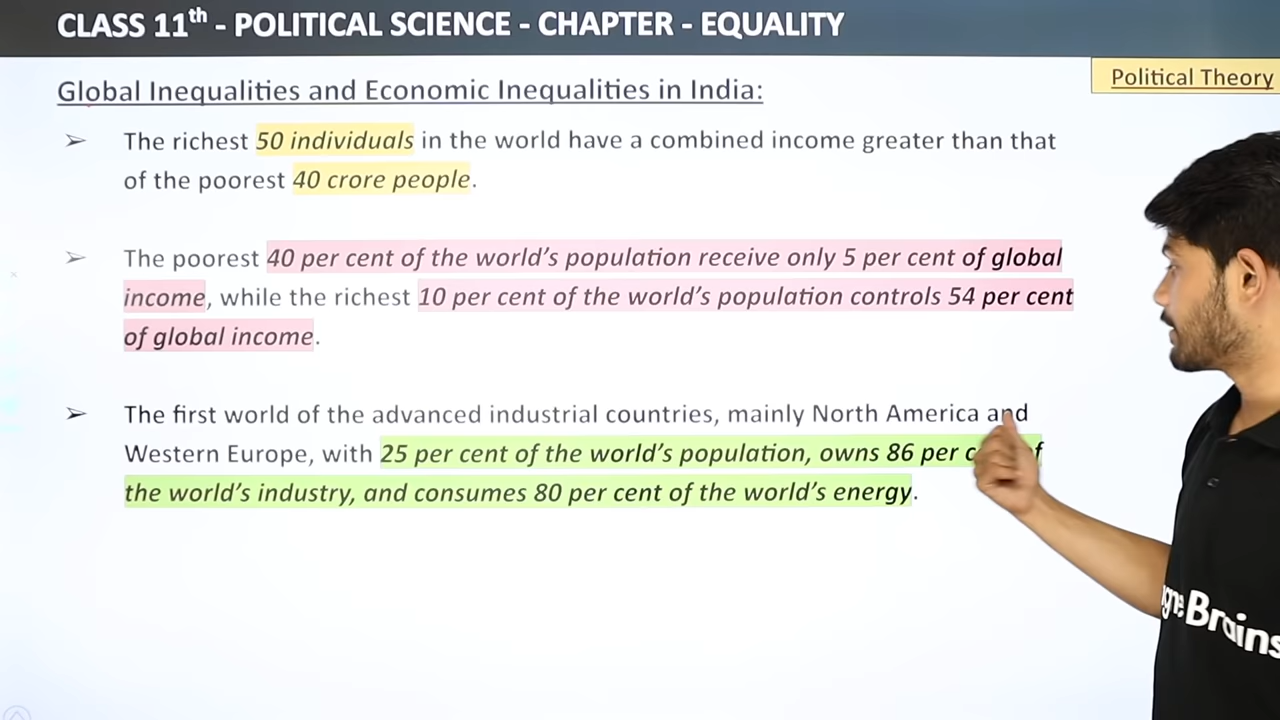 CLASS 11th - POLITICAL SCIENCE - CHAPTER - EQUALITY
Political Theory
Global Inequalities and Economic Inequalities in India:
➢ The richest 50 individuals in the world have a combined income greater than that
of the poorest 40 crore people.
➢ The poorest 40 per cent of the world's population receive only 5 per cent of global
income, while the richest 10 per cent of the world's population controls 54 per cent
of global income.
➢ The first world of the advanced industrial countries, mainly North America and
Western Europe, with 25 per cent of the world's population, owns 86 per of
the world's industry, and consumes 80 per cent of the world's energy.
Brains